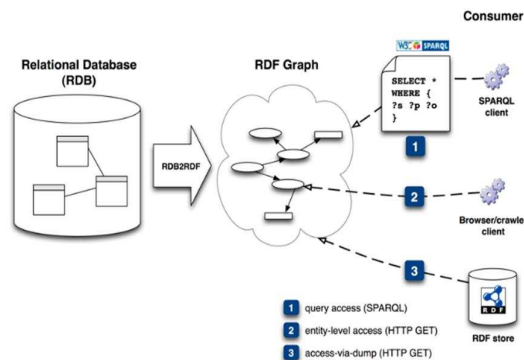 Consumer
W3C SPARQL
Relational Database
(RDB)
RDF Graph
SELECT *
WHERE {
?s ?p ?o
}
SPARQL
client
1
RDB2RDF
2
Browser/crawle
client
3
RDF
RDF store
1 query access (SPARQL)
2 entity-level access (HTTP GET)
3 access-via-dump (HTTP GET)